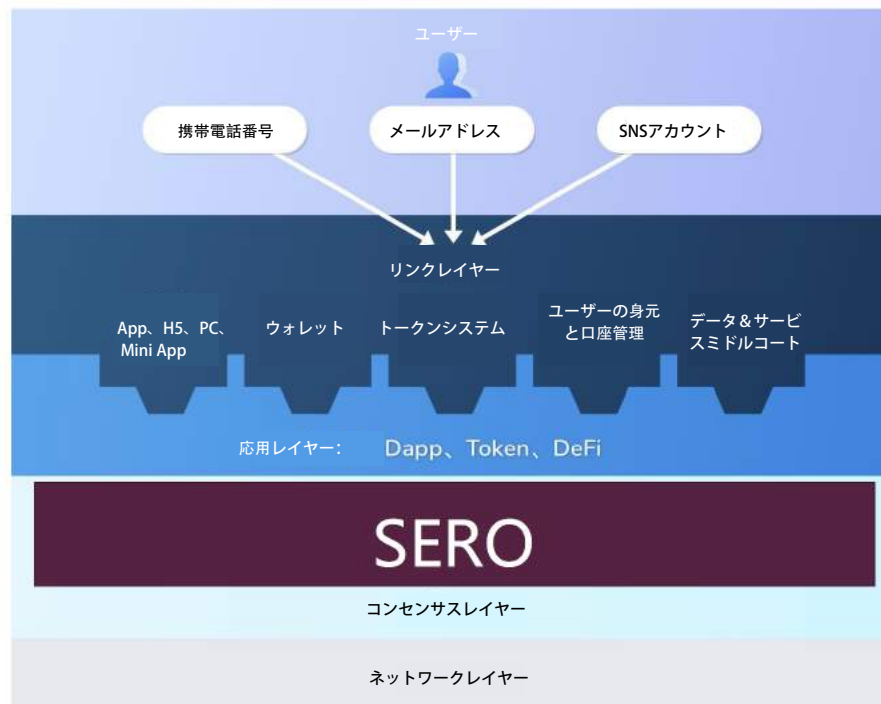 ユーザー
携帯電話番号
メールアドレス
SNSアカウント
リンクレイヤー
App、H5、PC、
Mini App
ウォレット
トークンシステム
ユーザーの身元
と口座管理
データ＆サービ
スミドルコート
応用レイヤー： Dapp、Token、DeFi
SERO
コンセンサスレイヤー
ネットワークレイヤー